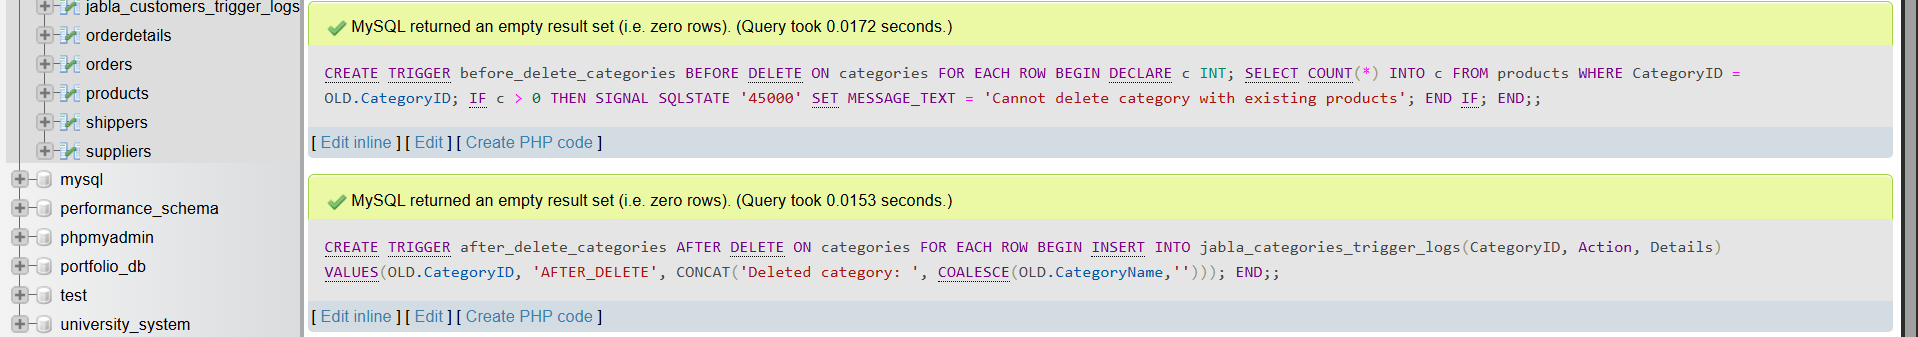 jabla_customers_trigger_logs
orderdetails
orders
products
shippers
suppliers
mysql
performance_schema
phpmyadmin
portfolio_db
test
university_system
MySQL returned an empty result set (i.e. zero rows). (Query took 0.0172 seconds.)
CREATE TRIGGER before_delete_categories BEFORE DELETE ON categories FOR EACH ROW BEGIN DECLARE c INT; SELECT COUNT(*) INTO c FROM products WHERE CategoryID =
OLD.CategoryID; IF c > 0 THEN SIGNAL SQLSTATE '45000' SET MESSAGE_TEXT = 'Cannot delete category with existing products'; END IF; END;;
[ Edit inline ] [ Edit ] [ Create PHP code ]
MySQL returned an empty result set (i.e. zero rows). (Query took 0.0153 seconds.)
CREATE TRIGGER after_delete_categories AFTER DELETE ON categories FOR EACH ROW BEGIN INSERT INTO jabla_categories_trigger_logs(CategoryID, Action, Details)
VALUES(OLD.CategoryID, 'AFTER_DELETE', CONCAT('Deleted category: ', COALESCE(OLD.CategoryName,''))); END;;
[ Edit inline ] [ Edit ] [ Create PHP code ]